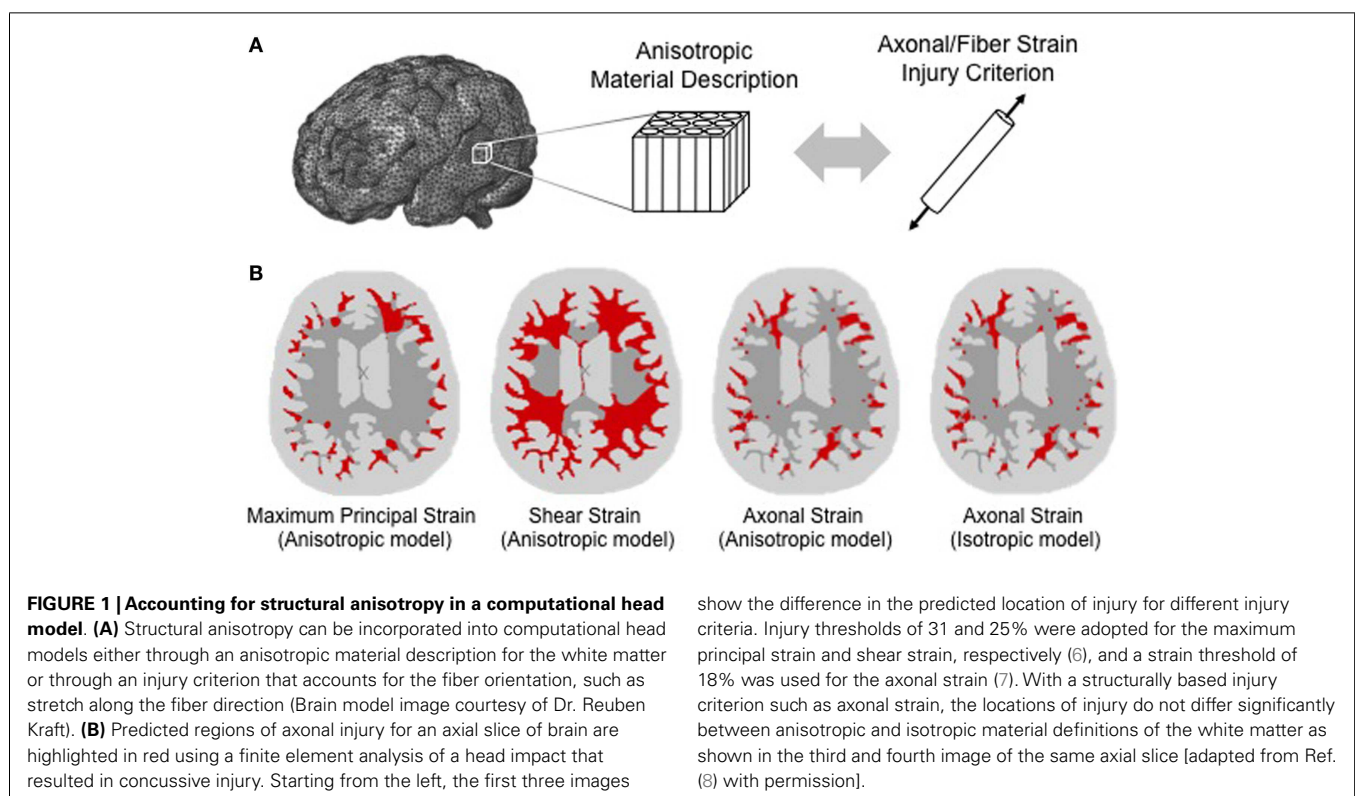 A
Anisotropic
Material Description
Axonal/Fiber Strain
Injury Criterion
B
Maximum Principal Strain
(Anisotropic model)
Shear Strain
(Anisotropic model)
Axonal Strain
(Anisotropic model)
Axonal Strain
(Isotropic model)
FIGURE 1 | Accounting for structural anisotropy in a computational head
model. (A) Structural anisotropy can be incorporated into computational head
models either through an anisotropic material description for the white matter
or through an injury criterion that accounts for the fiber orientation, such as
stretch along the fiber direction (Brain model image courtesy of Dr. Reuben
Kraft). (B) Predicted regions of axonal injury for an axial slice of brain are
highlighted in red using a finite element analysis of a head impact that
resulted in concussive injury. Starting from the left, the first three images
show the difference in the predicted location of injury for different injury
criteria. Injury thresholds of 31 and 25% were adopted for the maximum
principal strain and shear strain, respectively (6), and a strain threshold of
18% was used for the axonal strain (7). With a structurally based injury
criterion such as axonal strain, the locations of injury do not differ significantly
between anisotropic and isotropic material definitions of the white matter as
shown in the third and fourth image of the same axial slice [adapted from Ref.
(8) with permission].